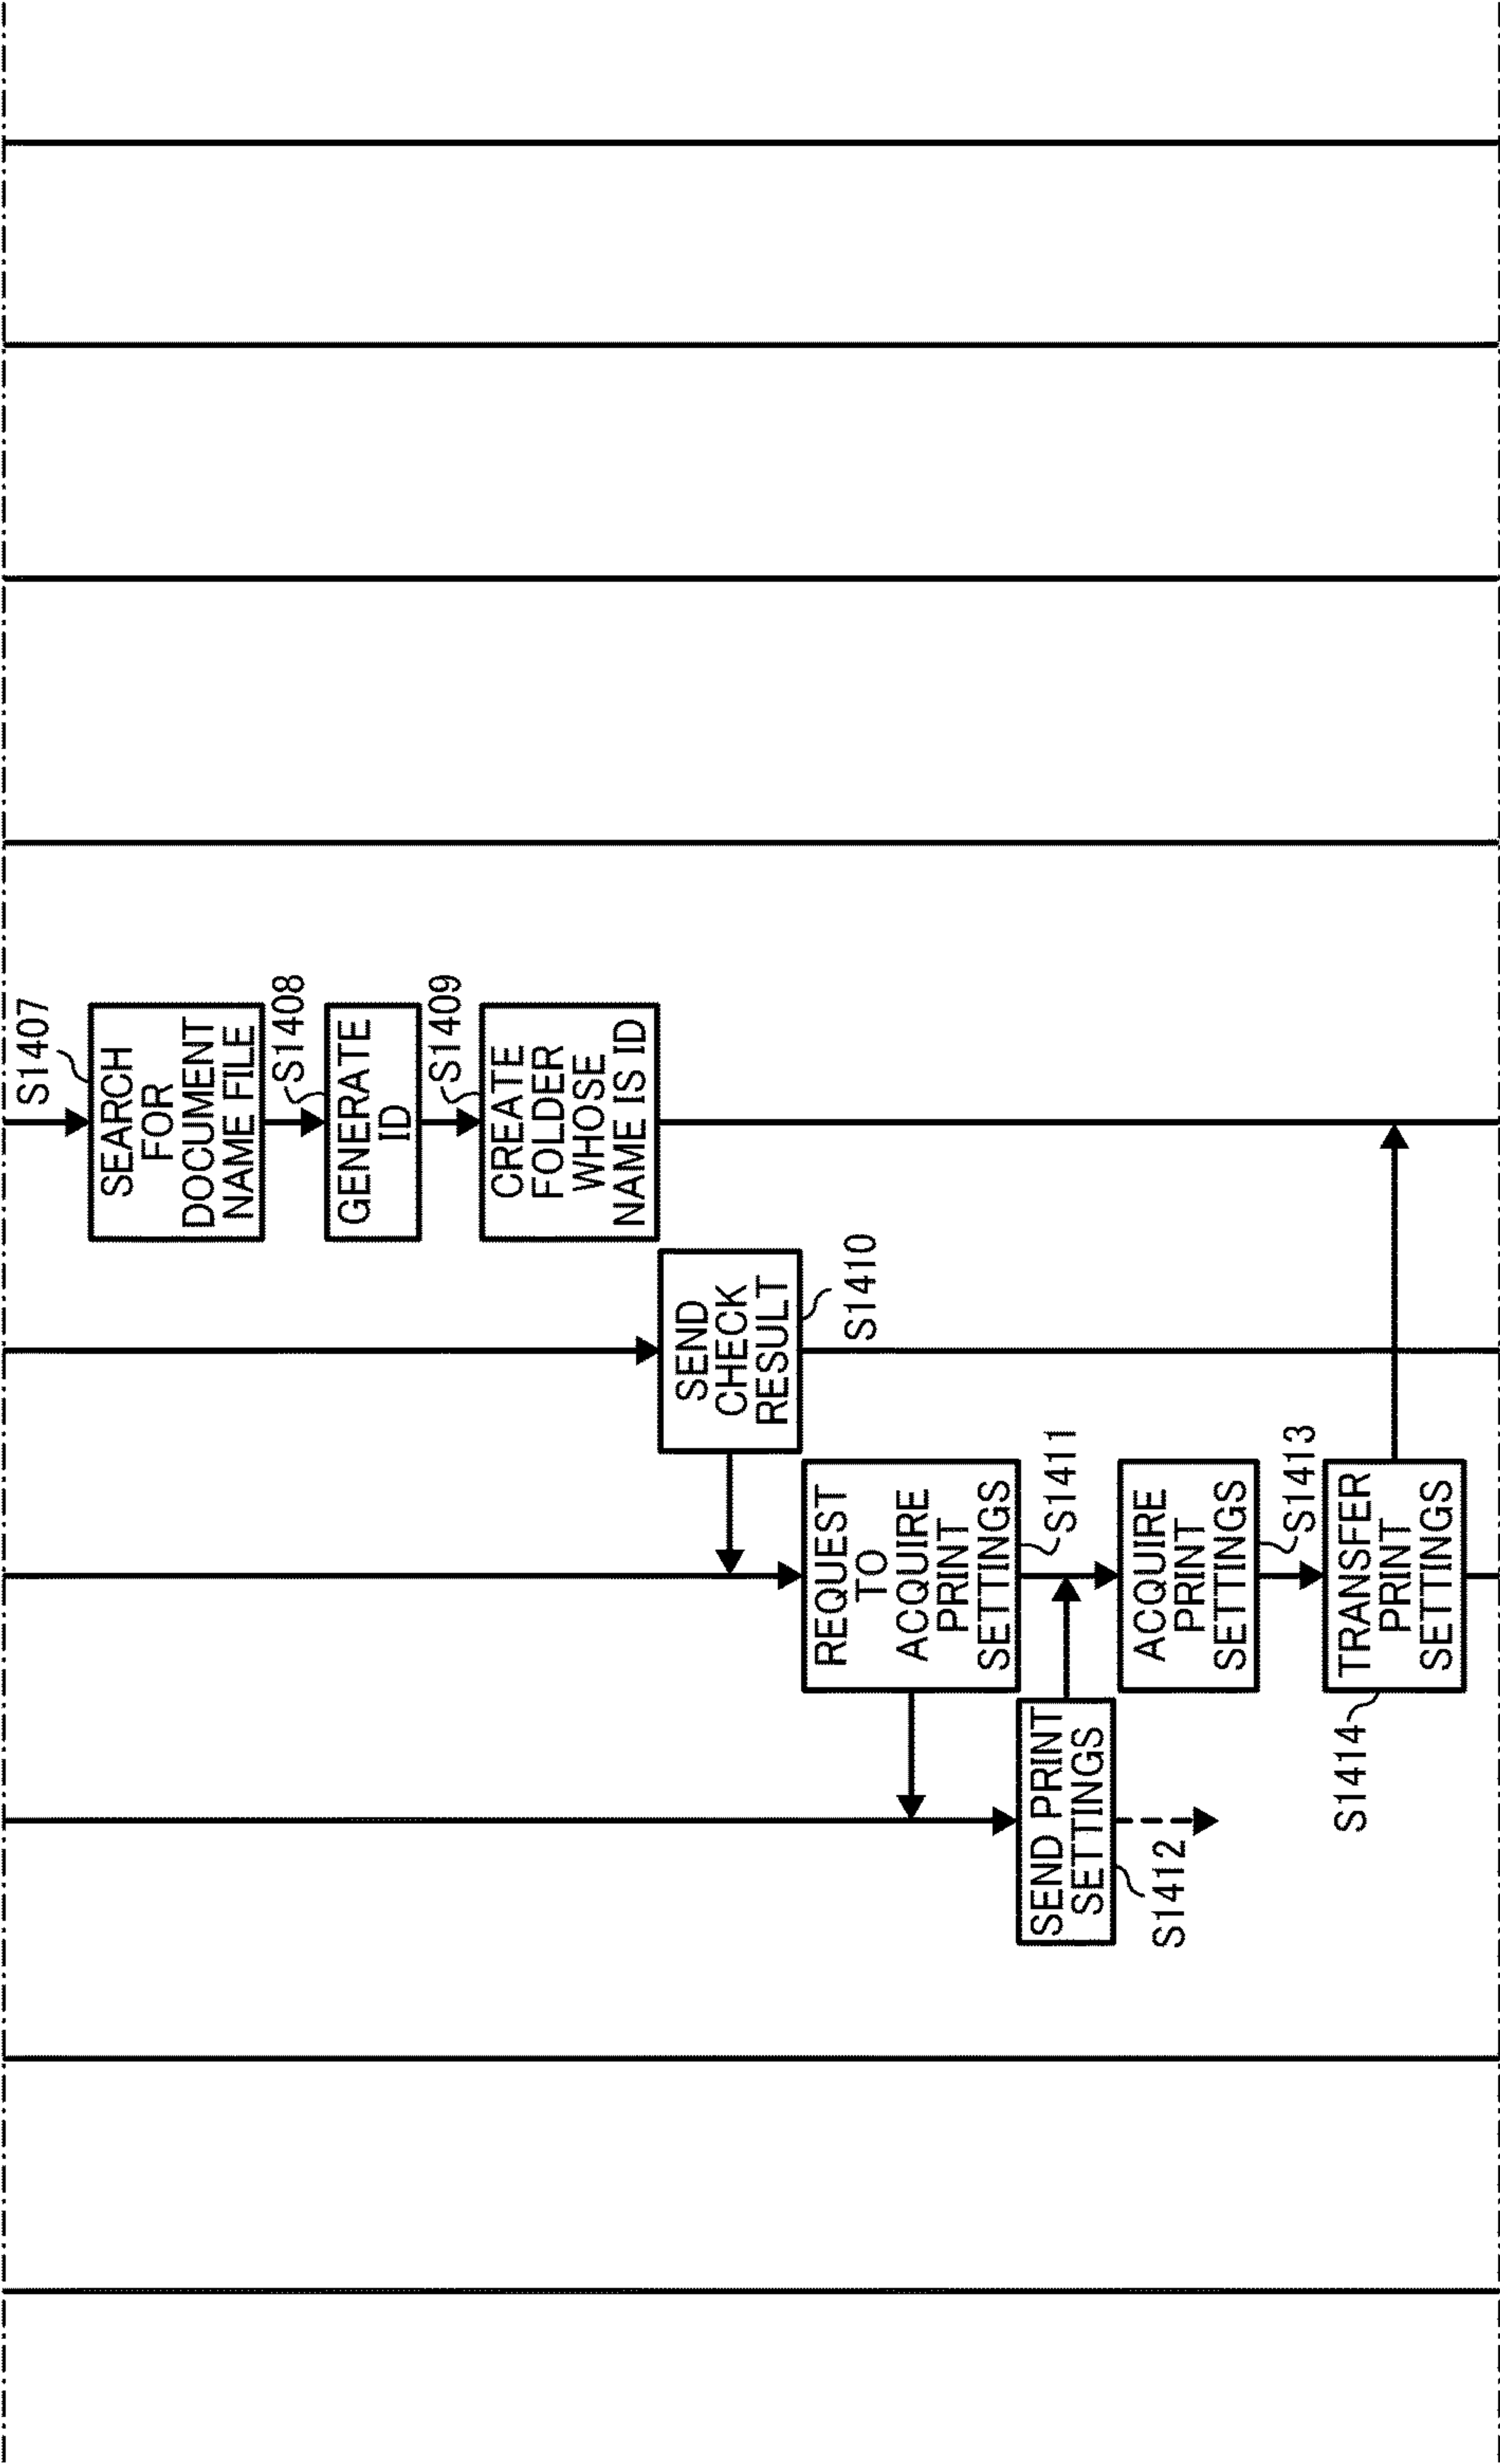 S1407
SEARCH
FOR
DOCUMENT
NAME FILE
S1408
GENERATE
ID
S1409
CREATE
FOLDER
WHOSE
NAME IS ID
SEND
CHECK
RESULT
S1410
REQUEST
TO
ACQUIRE
PRINT
SETTINGS
S1411
SEND PRINT
SETTINGS
S1412
ACQUIRE
PRINT
SETTINGS
S1413
TRANSFER
PRINT
SETTINGS
S1414